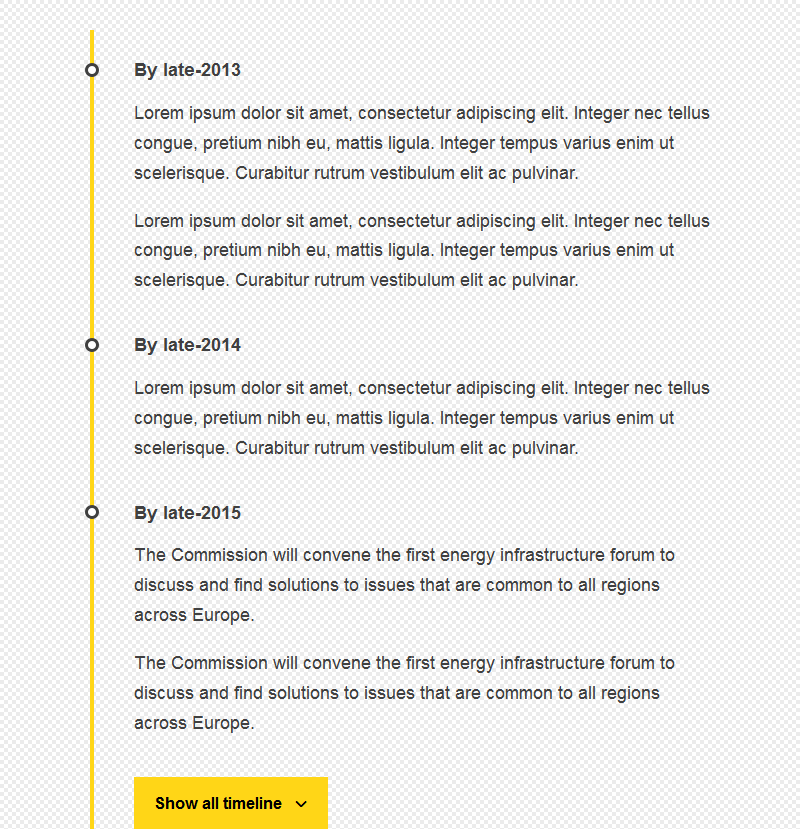 By late-2013
Lorem ipsum dolor sit amet, consectetur adipiscing elit. Integer nec tellus
congue, pretium nibh eu, mattis ligula. Integer tempus varius enim ut
scelerisque. Curabitur rutrum vestibulum elit ac pulvinar.
Lorem ipsum dolor sit amet, consectetur adipiscing elit. Integer nec tellus
congue, pretium nibh eu, mattis ligula. Integer tempus varius enim ut
scelerisque. Curabitur rutrum vestibulum elit ac pulvinar.
By late-2014
Lorem ipsum dolor sit amet, consectetur adipiscing elit. Integer nec tellus
congue, pretium nibh eu, mattis ligula. Integer tempus varius enim ut
scelerisque. Curabitur rutrum vestibulum elit ac pulvinar.
By late-2015
The Commission will convene the first energy infrastructure forum to
discuss and find solutions to issues that are common to all regions
across Europe.
The Commission will convene the first energy infrastructure forum to
discuss and find solutions to issues that are common to all regions
across Europe.
Show all timeline